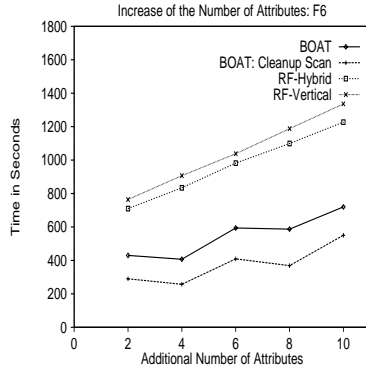 Increase of the Number of Attributes: F6
1800
1600
1400
1200
1000
800
600
400
200
0
Time in Seconds
BOAT
BOAT: Cleanup Scan
RF-Hybrid
RF-Vertical
0 2 4 6 8 10
Additional Number of Attributes